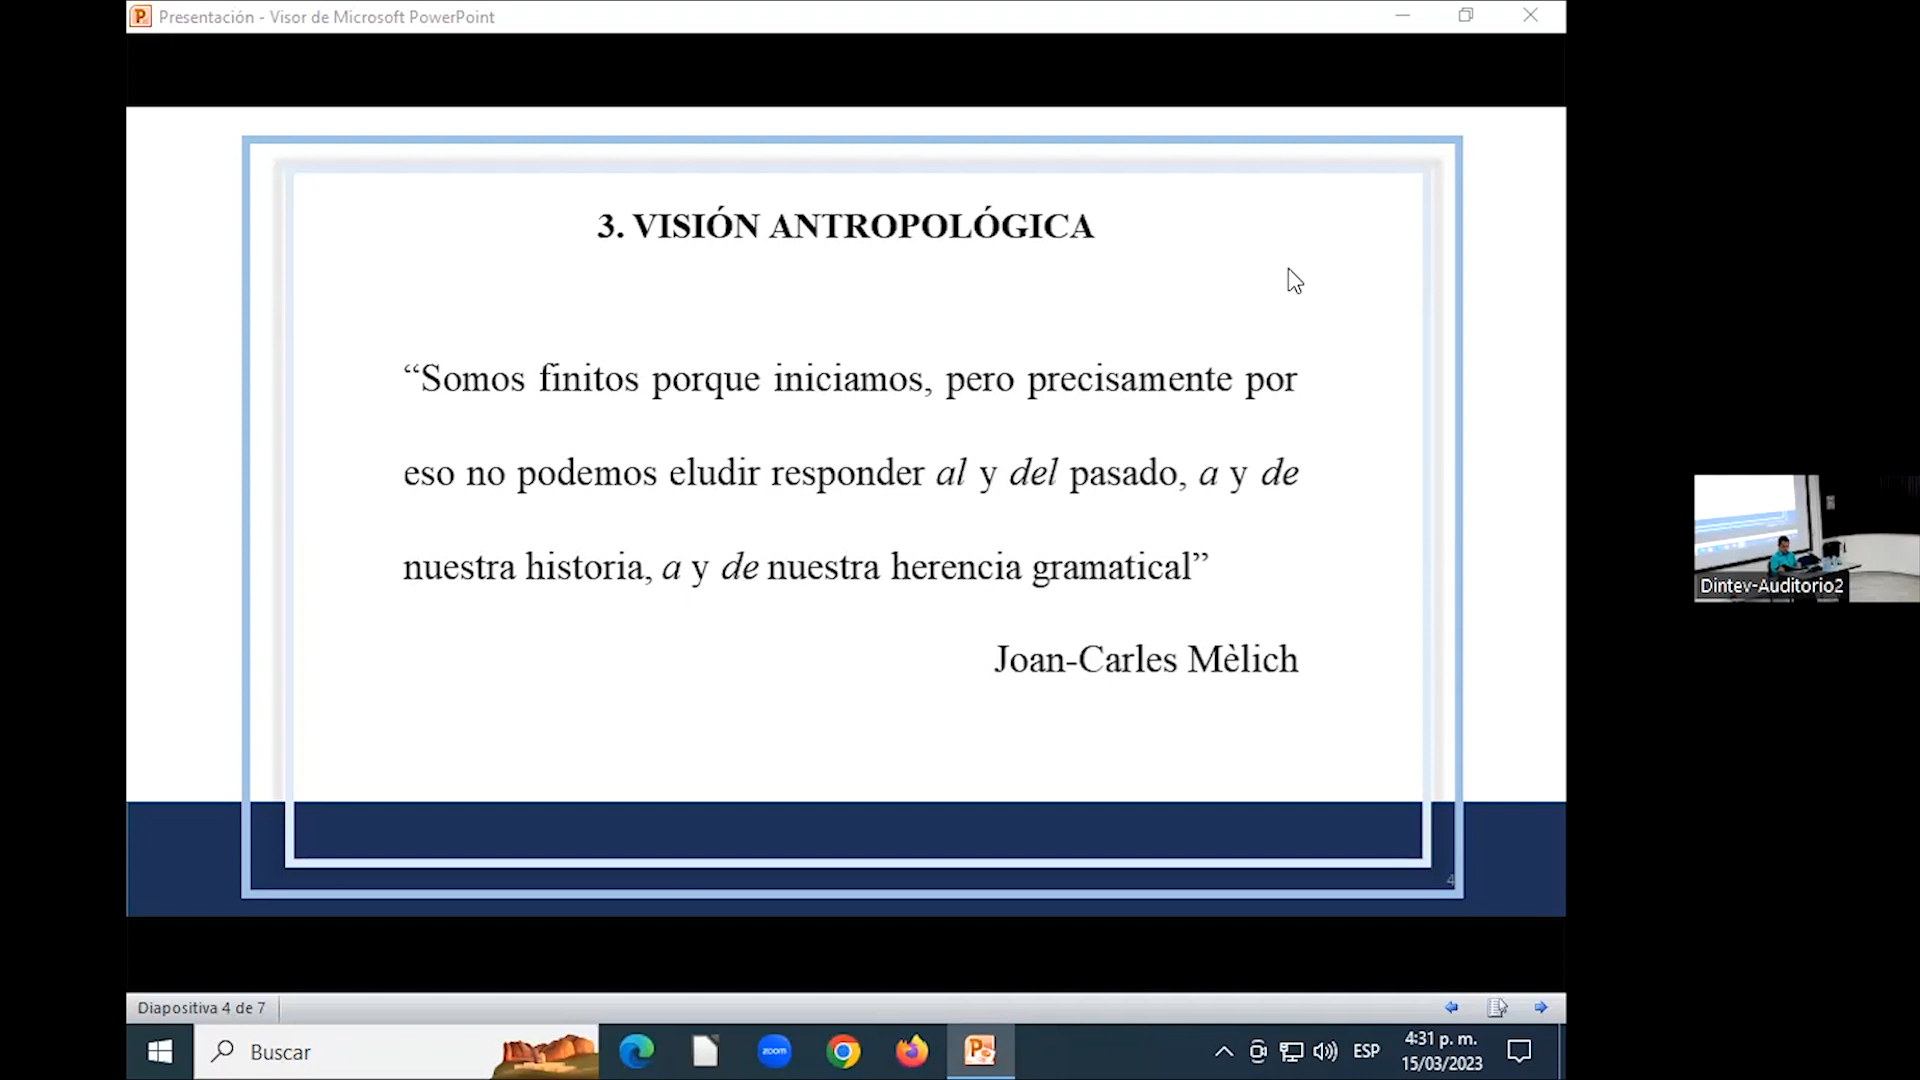 Presentación - Visor de Microsoft PowerPoint
3. VISIÓN ANTROPOLÓGICA
“Somos finitos porque iniciamos, pero precisamente por
eso no podemos eludir responder al y del pasado, a y de
nuestra historia, a y de nuestra herencia gramatical”
Joan-Carles Mèlich
4
Dintev-Auditorio2
Diapositiva 4 de 7
Buscar
zoom
ESP
4:31 p. m.
15/03/2023